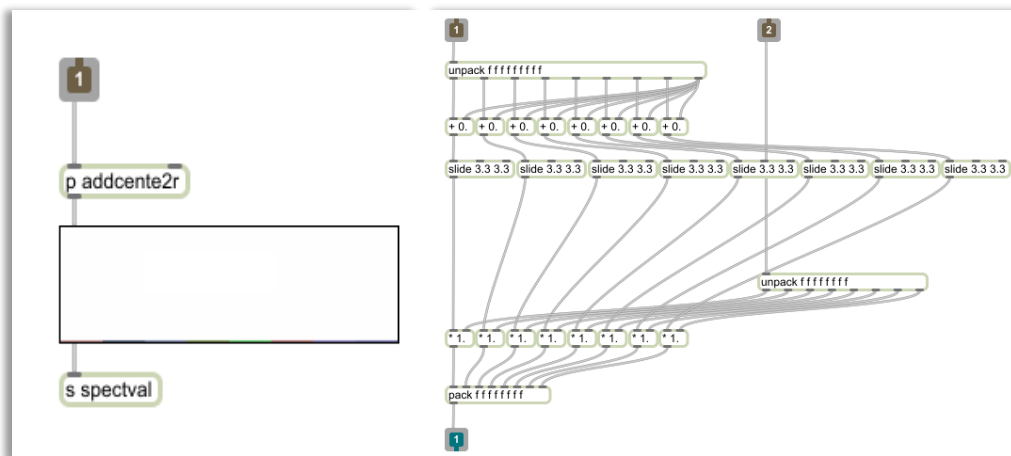 1
p addcente2r
s spectval
1 2
unpack f f f f f f f f f
+ 0. + 0. + 0. + 0. + 0. + 0. + 0. + 0.
slide 3.3 3.3 slide 3.3 3.3 slide 3.3 3.3 slide 3.3 3.3 slide 3.3 3.3 slide 3.3 3.3 slide 3.3 3.3 slide 3.3 3.3
unpack f f f f f f f f
* 1. * 1. * 1. * 1. * 1. * 1. * 1. * 1.
pack f f f f f f f f
1